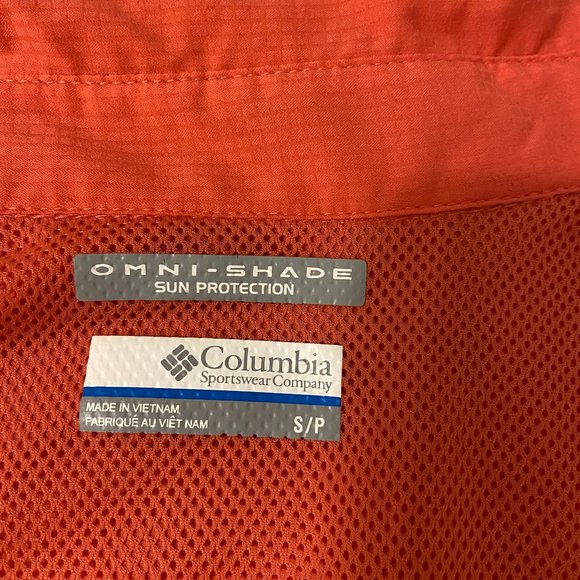 OMNI-SHADE
SUN PROTECTION
Columbia
Sportswear Company
MADE IN VIETNAM
FABRIQUÉ AU VIÊT NAM
S/P